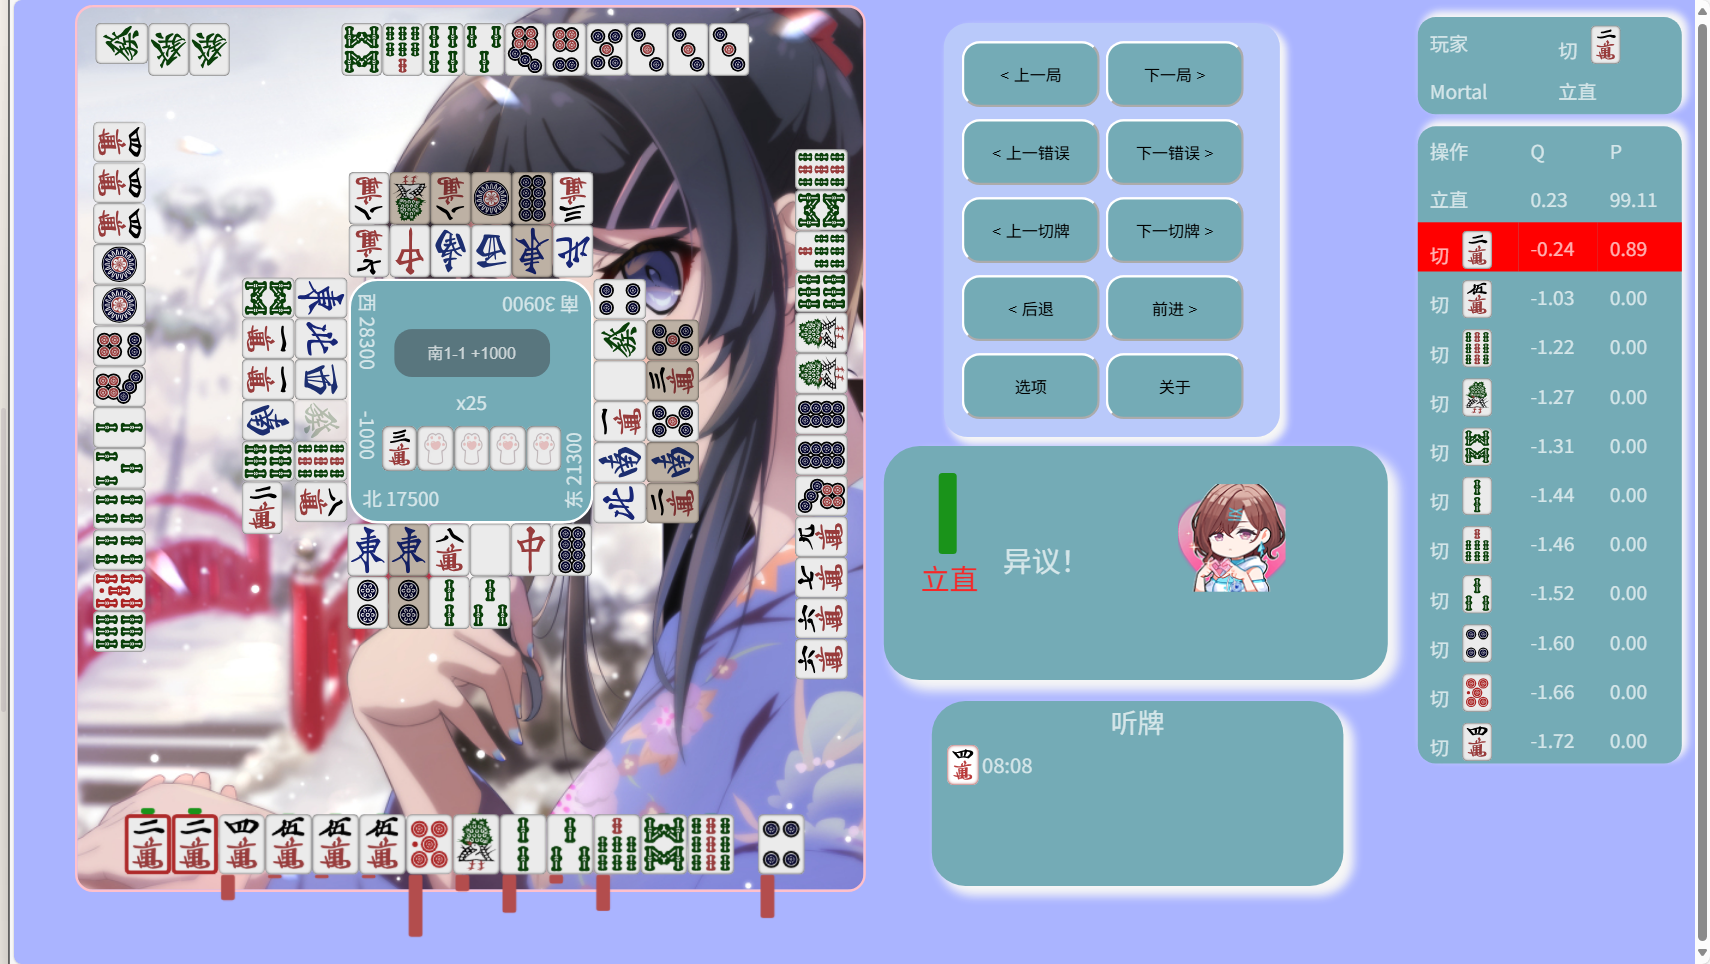 西 28300
-1000
南 30900
南1-1 +1000
x25
北 17500
东 21300
< 上一局
下一局 >
< 上一错误
下一错误 >
< 上一切牌
下一切牌 >
< 后退
前进 >
选项
关于
立直
异议！
听牌
08:08
玩家 切
Mortal 立直
操作 Q P
立直 0.23 99.11
切 -0.24 0.89
切 -1.03 0.00
切 -1.22 0.00
切 -1.27 0.00
切 -1.31 0.00
切 -1.44 0.00
切 -1.46 0.00
切 -1.52 0.00
切 -1.60 0.00
切 -1.66 0.00
切 -1.72 0.00